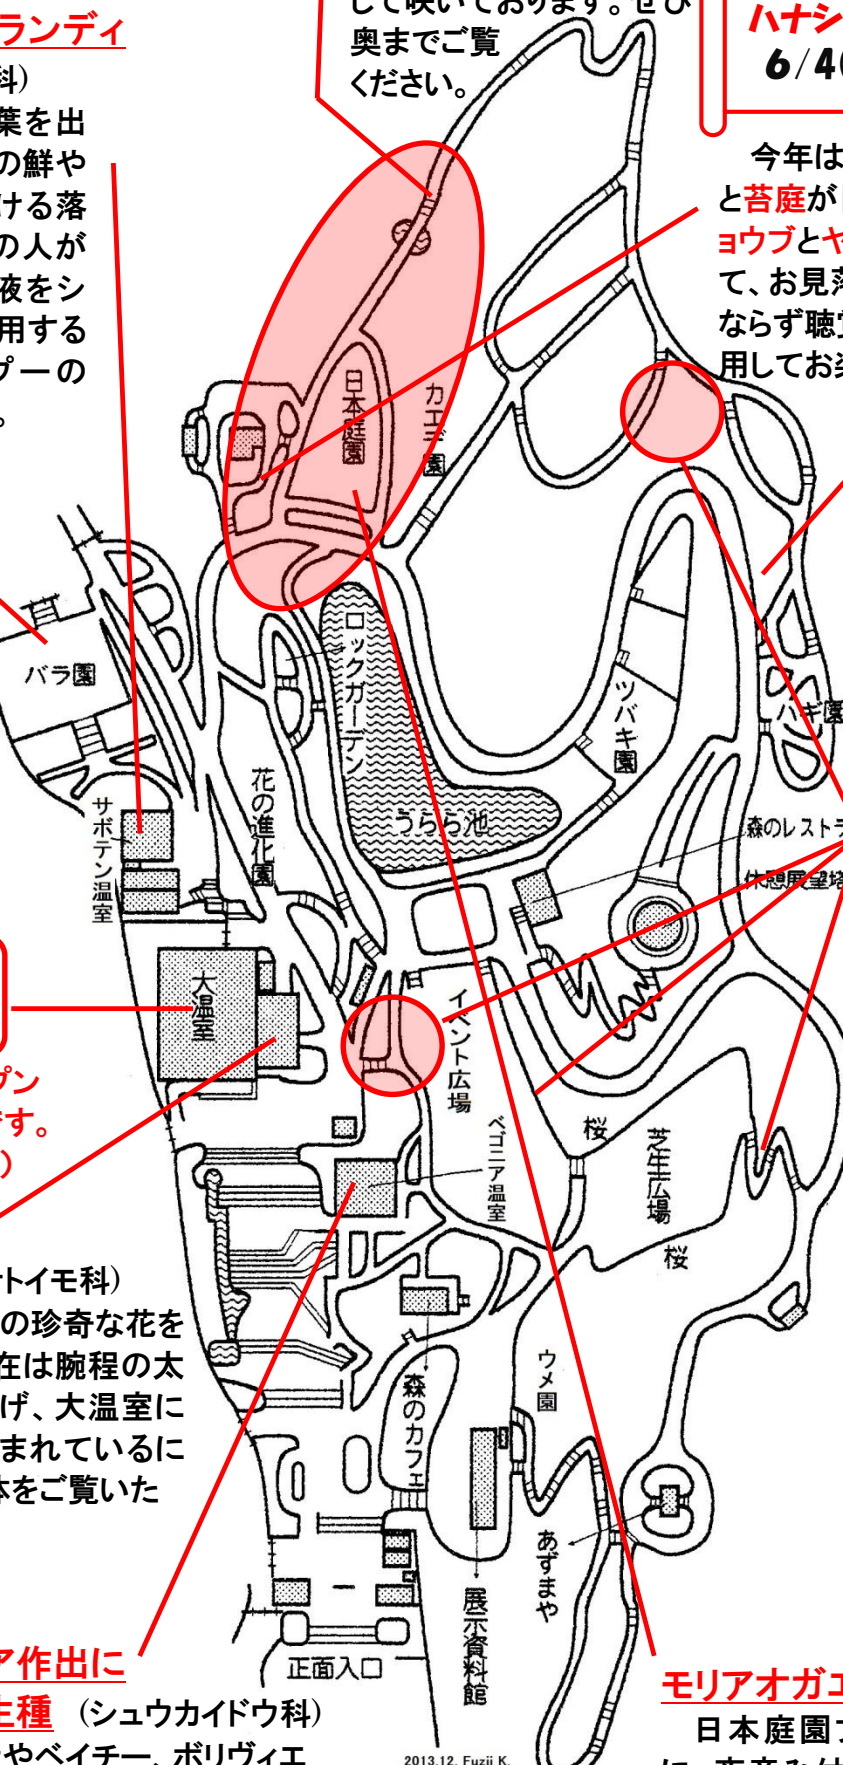 ランディ
科)
葉を出
の鮮や
ける落
の人が
液をシ
用する
プーの
。
して咲いております。ぜひ
奥までご覧
ください。
ハナシ
6/4(
今年は
と苔庭が
ョウブとヤ
て、お見落
ならず聴覚
用してお楽
日本庭園
カエデ園
バラ園
ロックガーデン
ツバキ園
ハギ園
うらら池
花の進化園
サボテン温室
森のレストラ
休憩展望塔
大温室
イベント広場
プン
です。
)
ベゴニア温室
桜
芝生広場
桜
トイモ科)
の珍奇な花を
在は腕程の太
げ、大温室に
まれているに
体をご覧いた
ウメ園
森のカフェ
あずまや
展示資料館
正面入口
ア作出に
生種 (シュウカイドウ科)
やベイチー、ボリヴィエ
モリアオガエ
日本庭園
2013.12. Fuzii K.